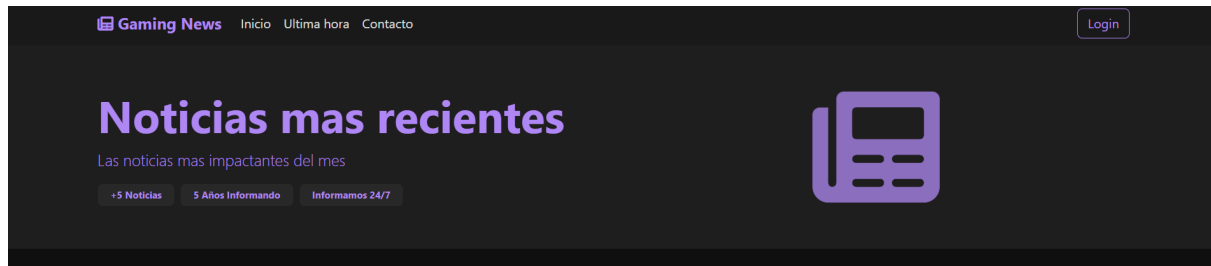 Gaming News Inicio Ultima hora Contacto Login
Noticias mas recientes
Las noticias mas impactantes del mes
+5 Noticias 5 Años Informando Informamos 24/7